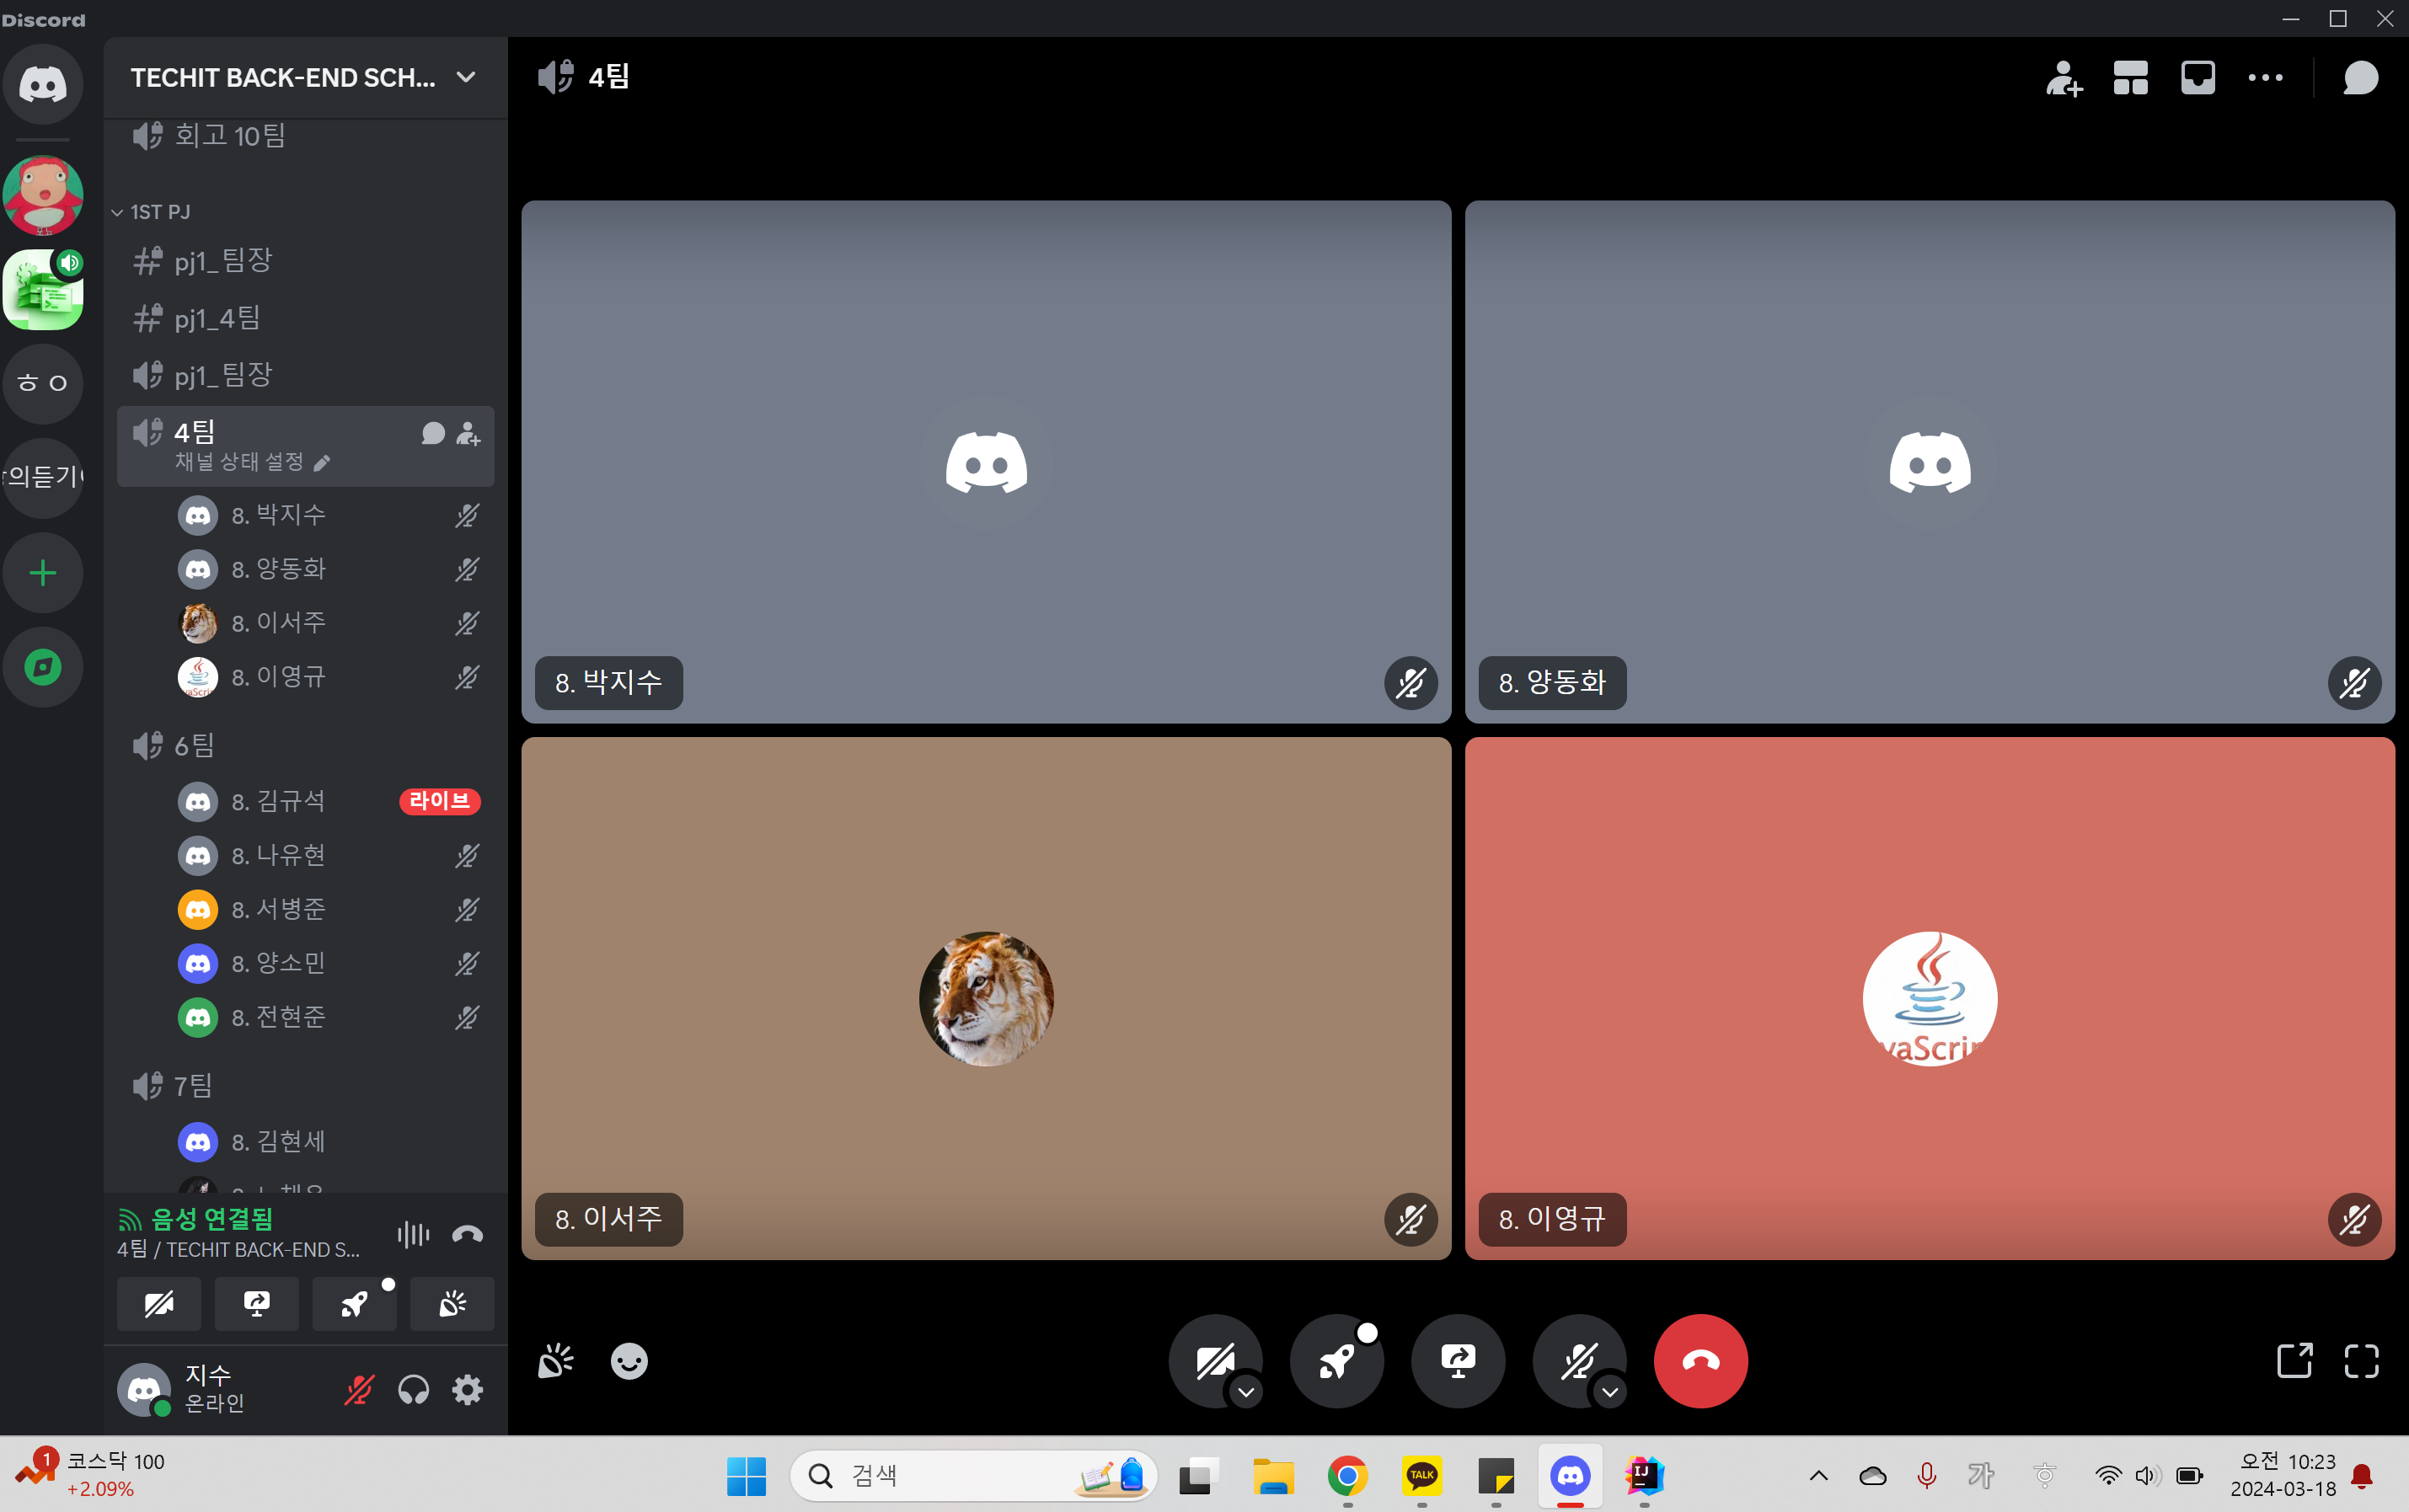 Discord
TECHIT BACK-END SCH...
회고 10팀
1ST PJ
pj1_팀장
pj1_4팀
pj1_팀장
4팀
채널 상태 설정
8. 박지수
8. 양동화
8. 이서주
8. 이영규
6팀
8. 김규석
라이브
8. 나유현
8. 서병준
8. 양소민
8. 전현준
7팀
8. 김현세
ㅎㅇ
의듣기
음성 연결됨
4팀 / TECHIT BACK-END S...
지수
온라인
4팀
8. 박지수
8. 양동화
8. 이서주
8. 이영규
vaScrip
1
코스닥 100
+2.09%
검색
TALK
IJ
가
오전 10:23
2024-03-18